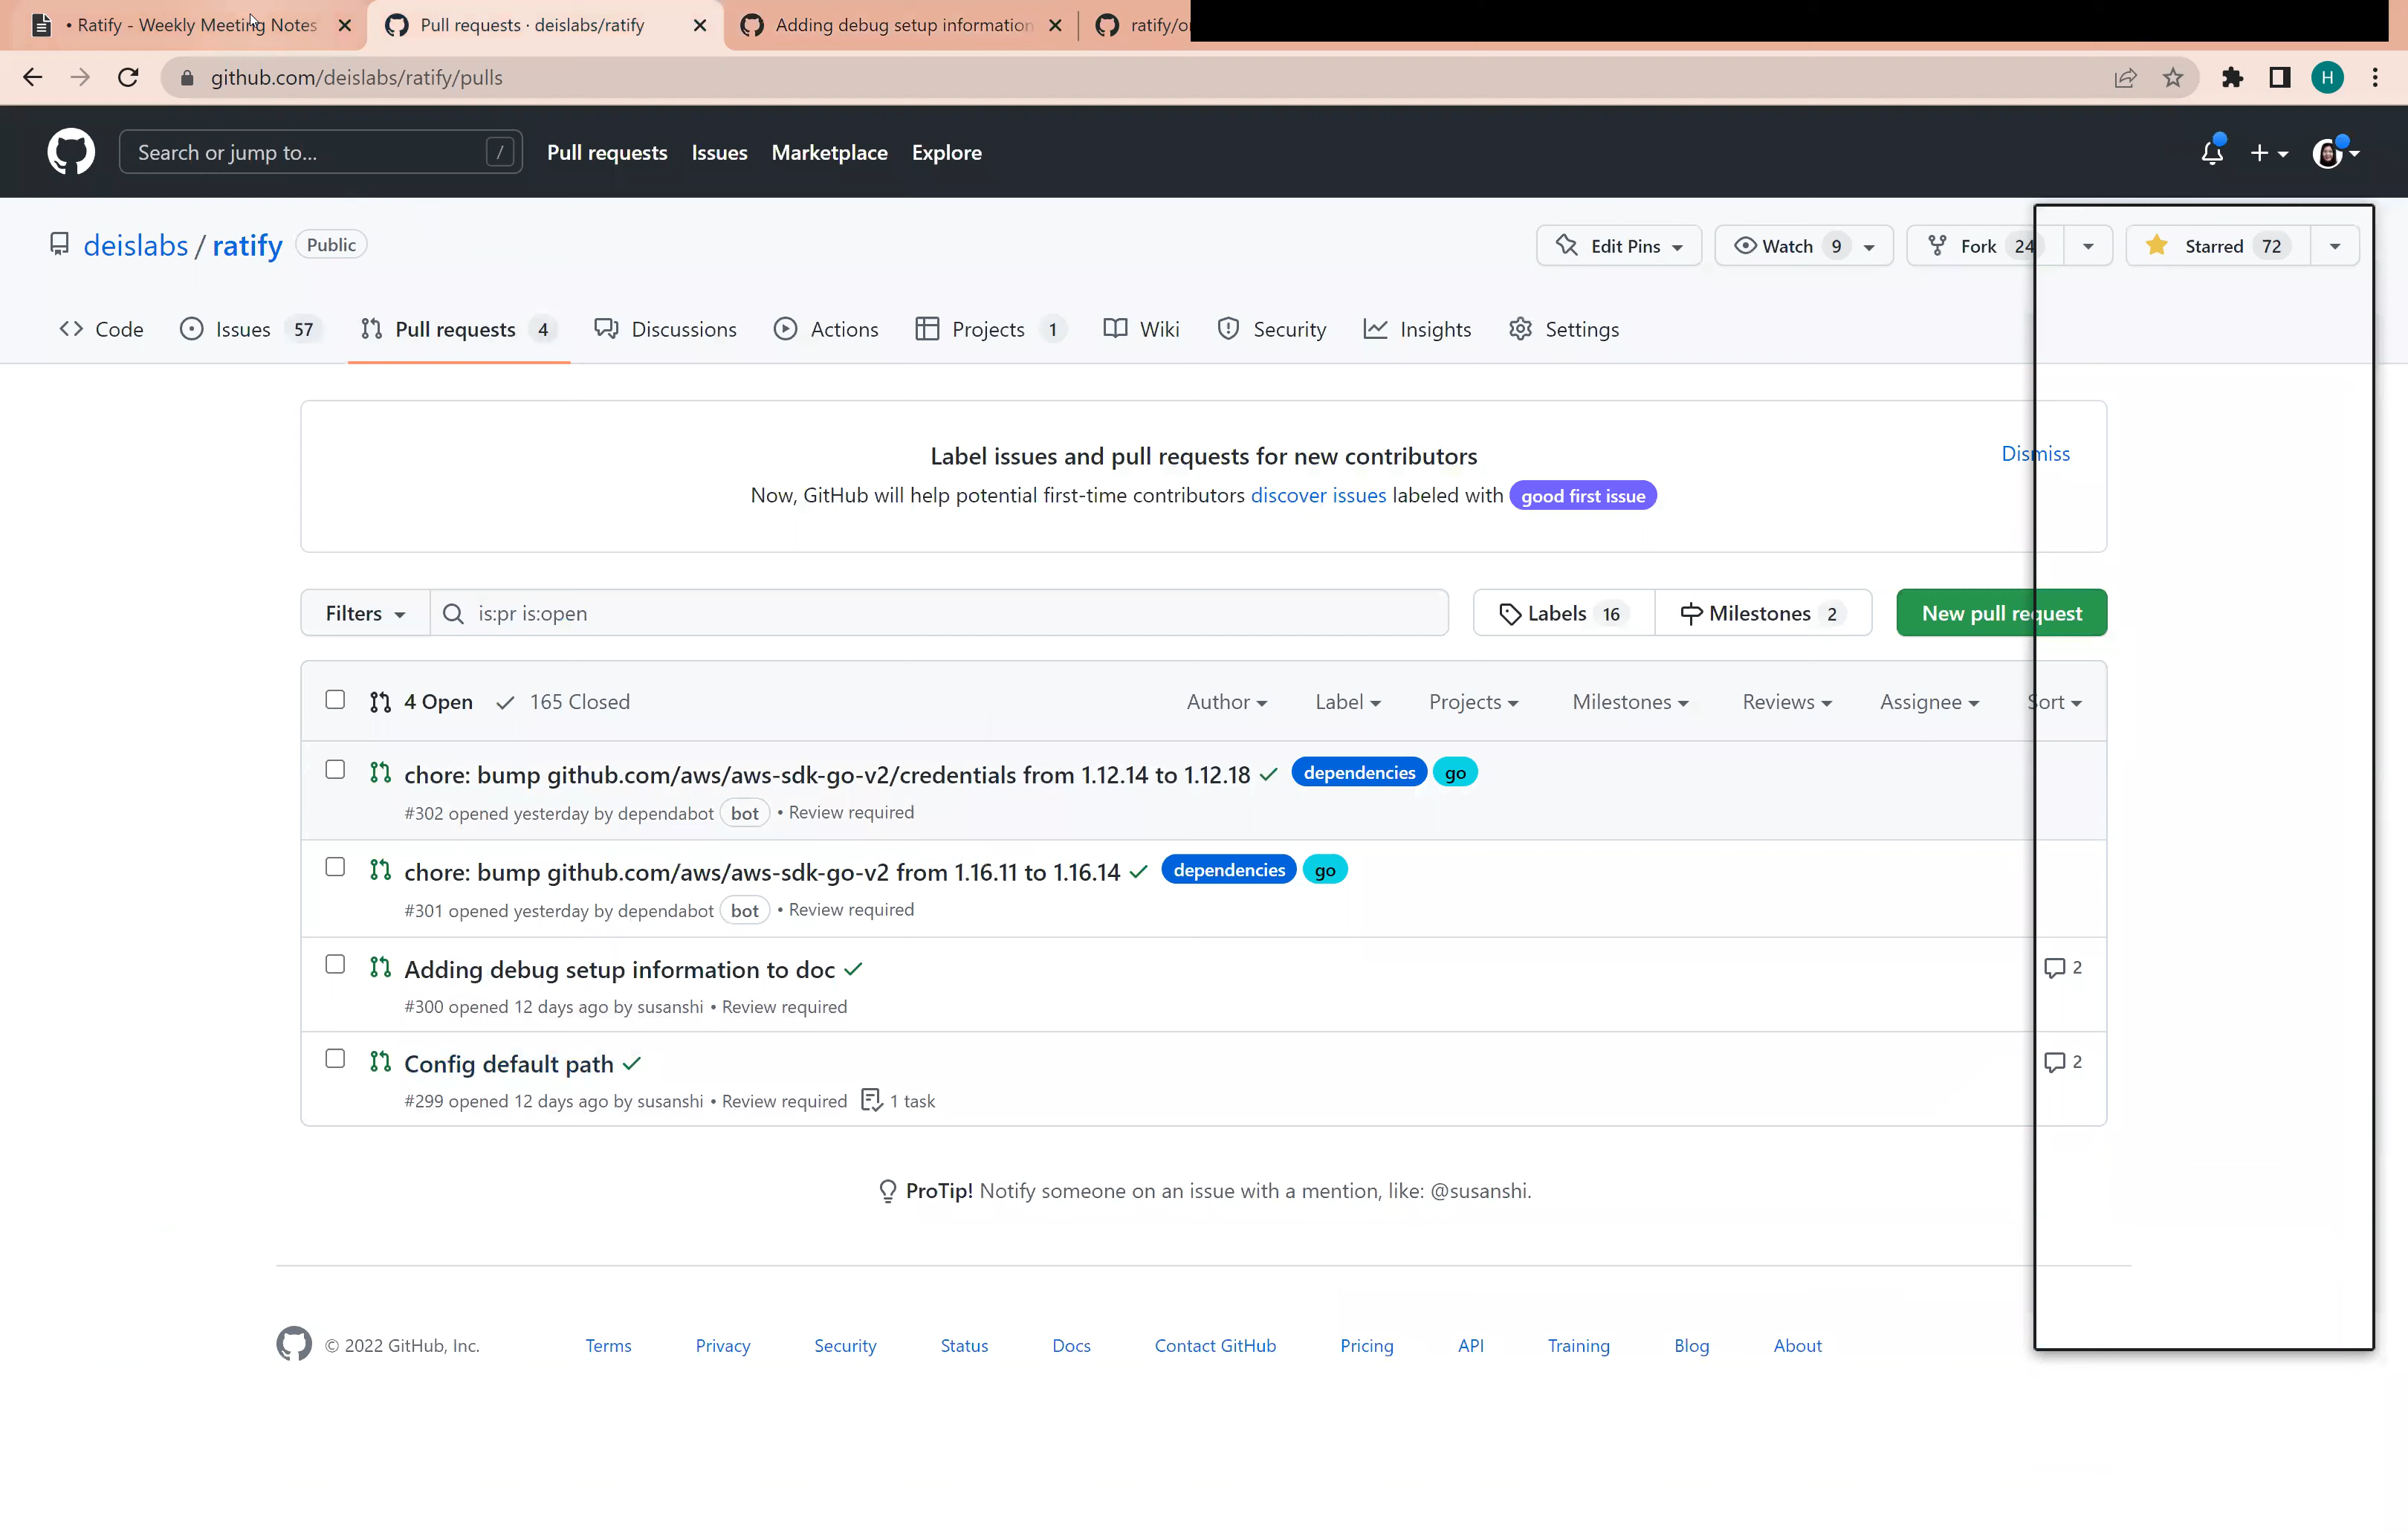 • Ratify - Weekly Meeting Notes
Pull requests · deislabs/ratify
Adding debug setup information
ratify/o
github.com/deislabs/ratify/pulls
H
Search or jump to...
/
Pull requests
Issues
Marketplace
Explore
deislabs / ratify
Public
Edit Pins
Watch 9
Fork 24
Starred 72
Code
Issues 57
Pull requests 4
Discussions
Actions
Projects 1
Wiki
Security
Insights
Settings
Label issues and pull requests for new contributors
Dismiss
Now, GitHub will help potential first-time contributors discover issues labeled with good first issue
Filters
is:pr is:open
Labels 16
Milestones 2
New pull request
4 Open
165 Closed
Author
Label
Projects
Milestones
Reviews
Assignee
Sort
chore: bump github.com/aws/aws-sdk-go-v2/credentials from 1.12.14 to 1.12.18 dependencies go
#302 opened yesterday by dependabot bot • Review required
chore: bump github.com/aws/aws-sdk-go-v2 from 1.16.11 to 1.16.14 dependencies go
#301 opened yesterday by dependabot bot • Review required
Adding debug setup information to doc
2
#300 opened 12 days ago by susanshi • Review required
Config default path
2
#299 opened 12 days ago by susanshi • Review required 1 task
ProTip! Notify someone on an issue with a mention, like: @susanshi.
© 2022 GitHub, Inc.
Terms
Privacy
Security
Status
Docs
Contact GitHub
Pricing
API
Training
Blog
About